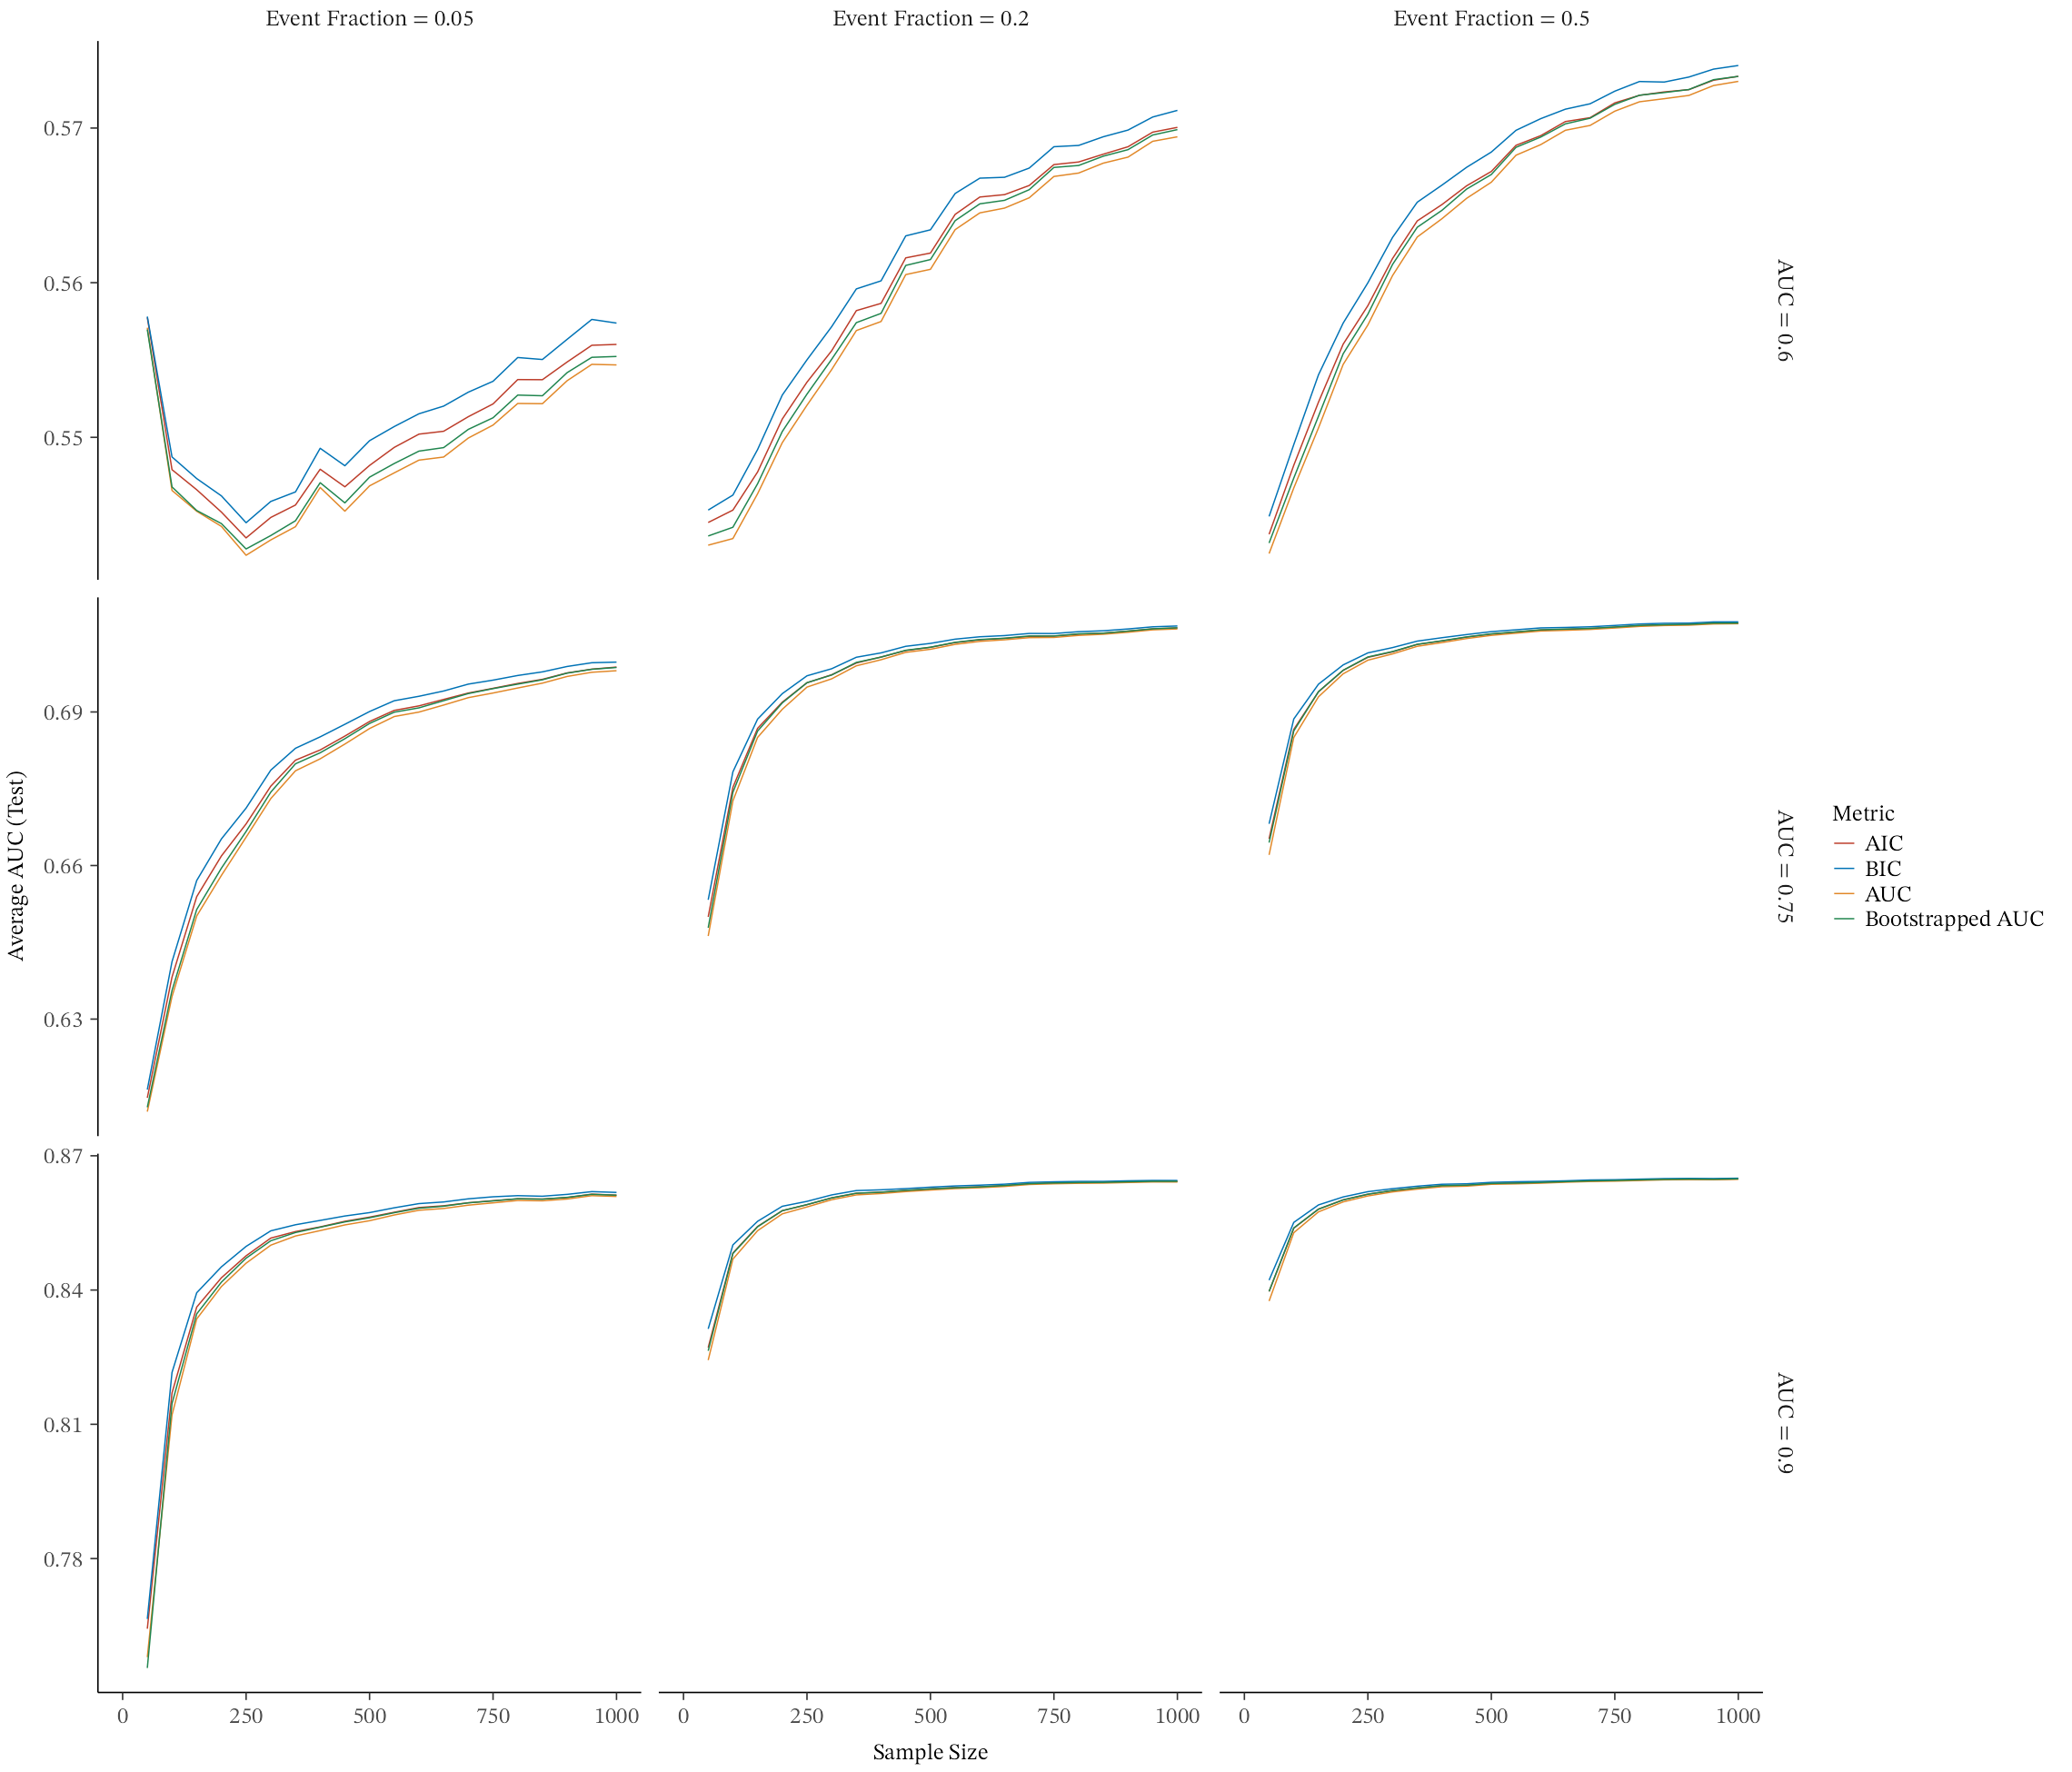 Event Fraction = 0.05
Event Fraction = 0.2
Event Fraction = 0.5
0.57
0.56
0.55
AUC = 0.6
0.69
0.66
0.63
AUC = 0.75
0.87
0.84
0.81
0.78
AUC = 0.9
Average AUC (Test)
0 250 500 750 1000
0 250 500 750 1000
0 250 500 750 1000
Sample Size
Metric
AIC
BIC
AUC
Bootstrapped AUC